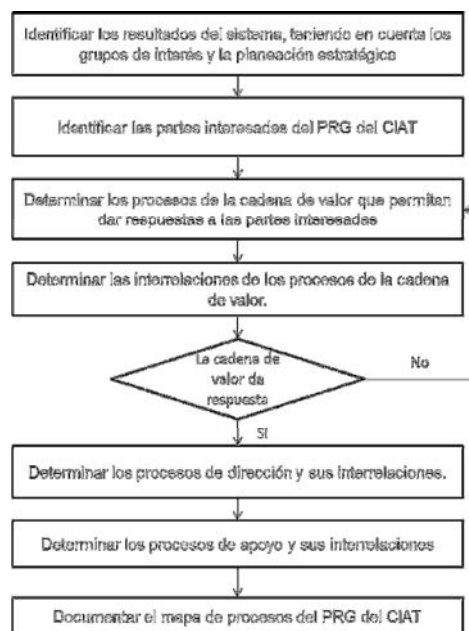 Identificar los resultados del sistema, teniendo en cuenta los
grupos de interés y la planeación estratégica
Identificar las partes interesadas del PRG del CIAT
Determinar los procesos de la cadena de valor que permitan
dar respuestas a las partes interesadas
Determinar las interrelaciones de los procesos de la cadena
de valor.
La cadena de
valor da
respuesta
No
Si
Determinar los procesos de dirección y sus interrelaciones.
Determinar los procesos de apoyo y sus interrelaciones
Documentar el mapa de procesos del PRG del CIAT